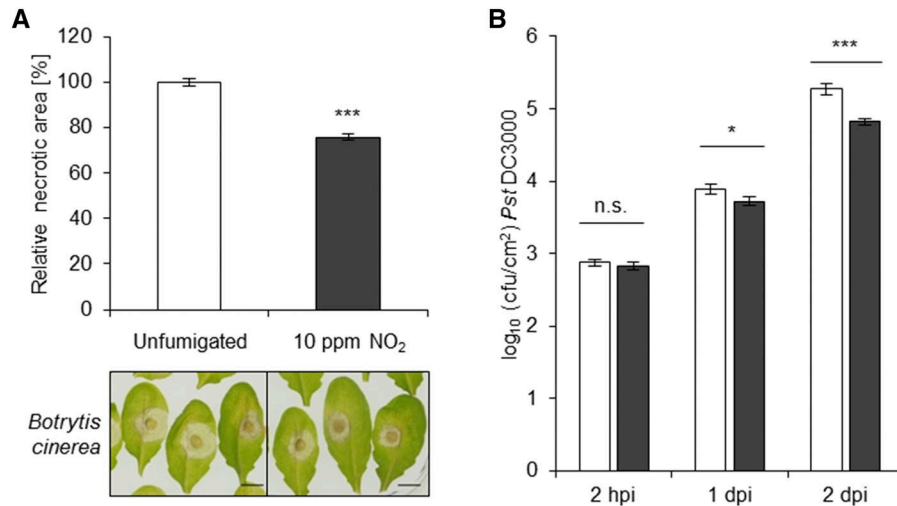 A
Relative necrotic area [%]
120
100
80
60
40
20
0
***
Unfumigated
10 ppm NO₂
Botrytis
cinerea
B
log₁₀ (cfu/cm²) Pst DC3000
6
5
4
3
2
1
0
n.s.
*
***
2 hpi
1 dpi
2 dpi